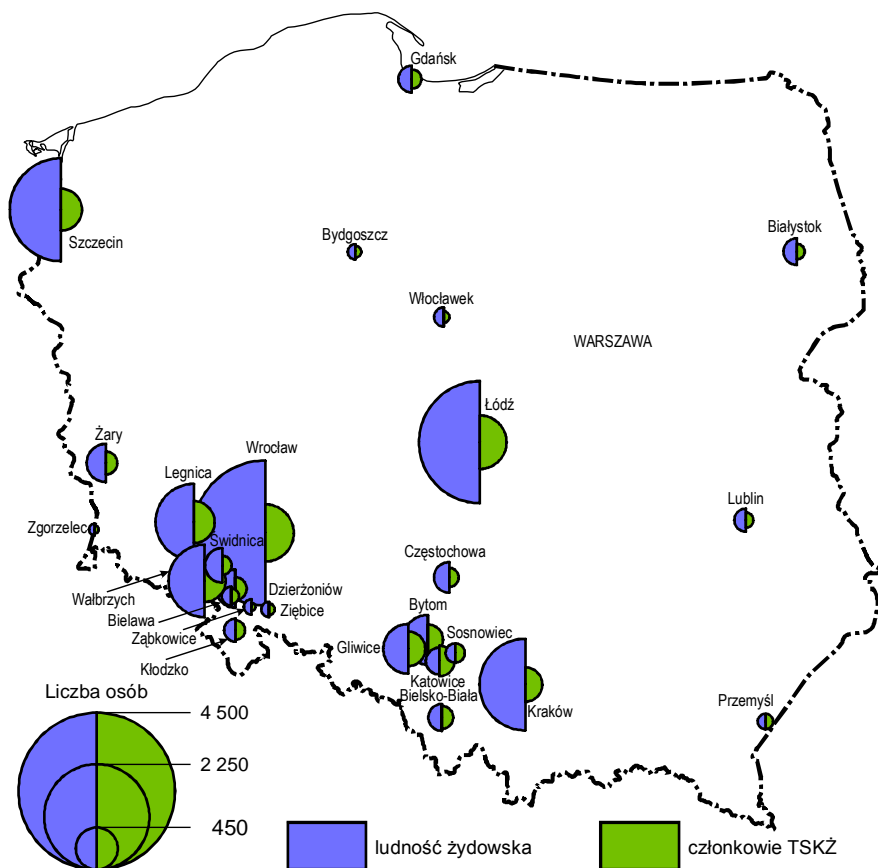 Gdańsk
Szczecin
Bydgoszcz
Białystok
Włocławek
WARSZAWA
Łódź
Żary
Wrocław
Legnica
Lublin
Zgorzelec
Świdnica
Częstochowa
Wałbrzych
Dzierżoniów
Bielawa
Ziębice
Bytom
Ząbkowice
Sosnowiec
Gliwice
Kłodzko
Katowice
Bielsko-Biała
Kraków
Przemyśl
Liczba osób
4 500
2 250
450
ludność żydowska
członkowie TSKŻ